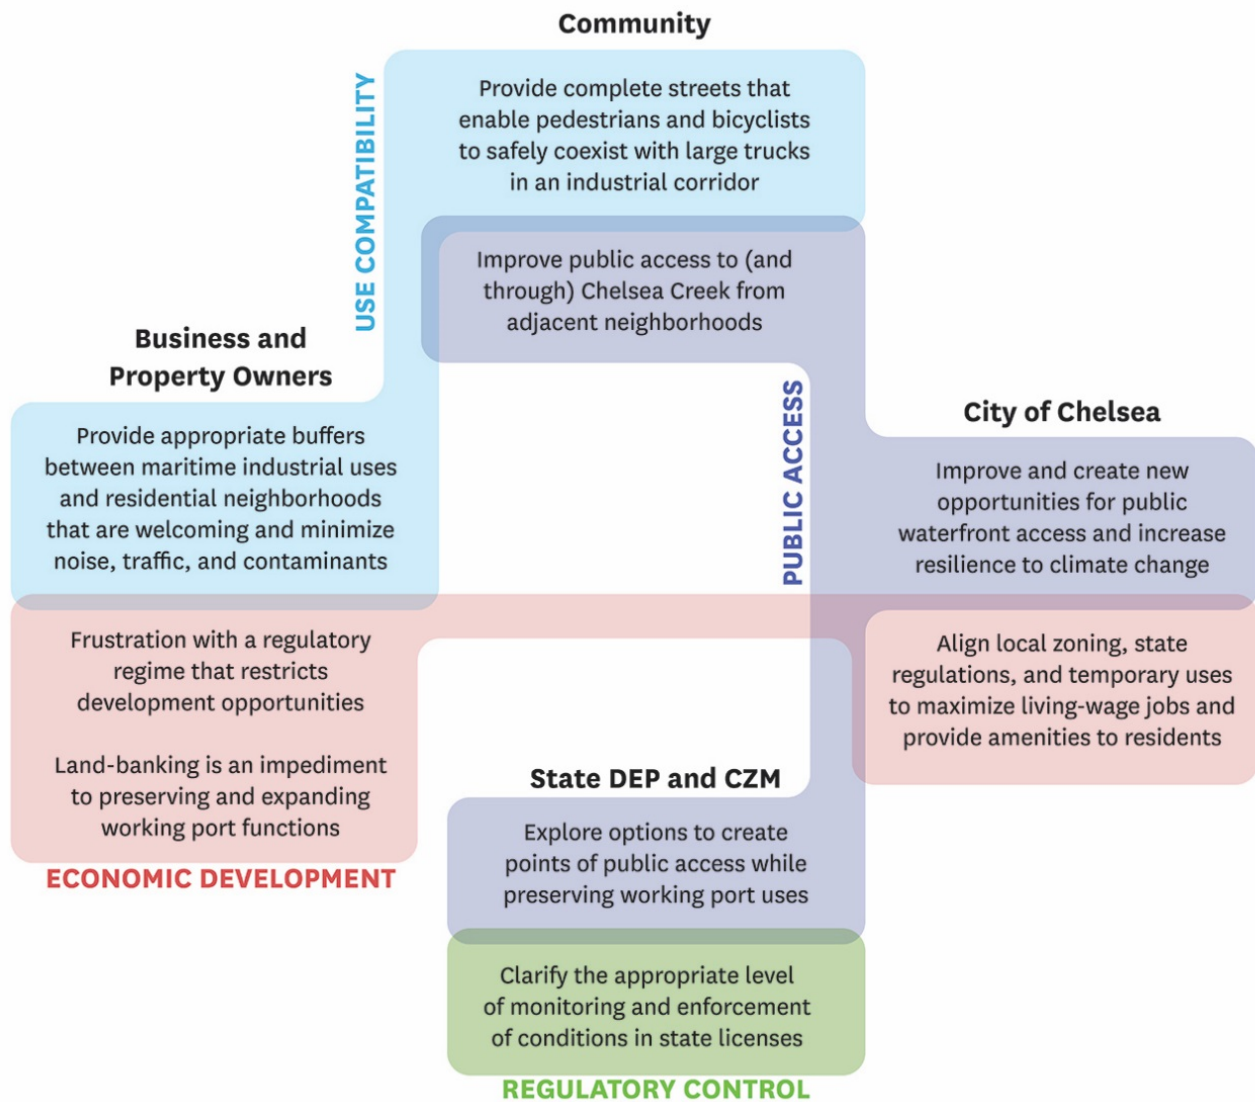 Community
USE COMPATIBILITY
Provide complete streets that
enable pedestrians and bicyclists
to safely coexist with large trucks
in an industrial corridor
Improve public access to (and
through) Chelsea Creek from
adjacent neighborhoods
Business and
Property Owners
Provide appropriate buffers
between maritime industrial uses
and residential neighborhoods
that are welcoming and minimize
noise, traffic, and contaminants
PUBLIC ACCESS
City of Chelsea
Improve and create new
opportunities for public
waterfront access and increase
resilience to climate change
Frustration with a regulatory
regime that restricts
development opportunities
Land-banking is an impediment
to preserving and expanding
working port functions
ECONOMIC DEVELOPMENT
Align local zoning, state
regulations, and temporary uses
to maximize living-wage jobs and
provide amenities to residents
State DEP and CZM
Explore options to create
points of public access while
preserving working port uses
Clarify the appropriate level
of monitoring and enforcement
of conditions in state licenses
REGULATORY CONTROL